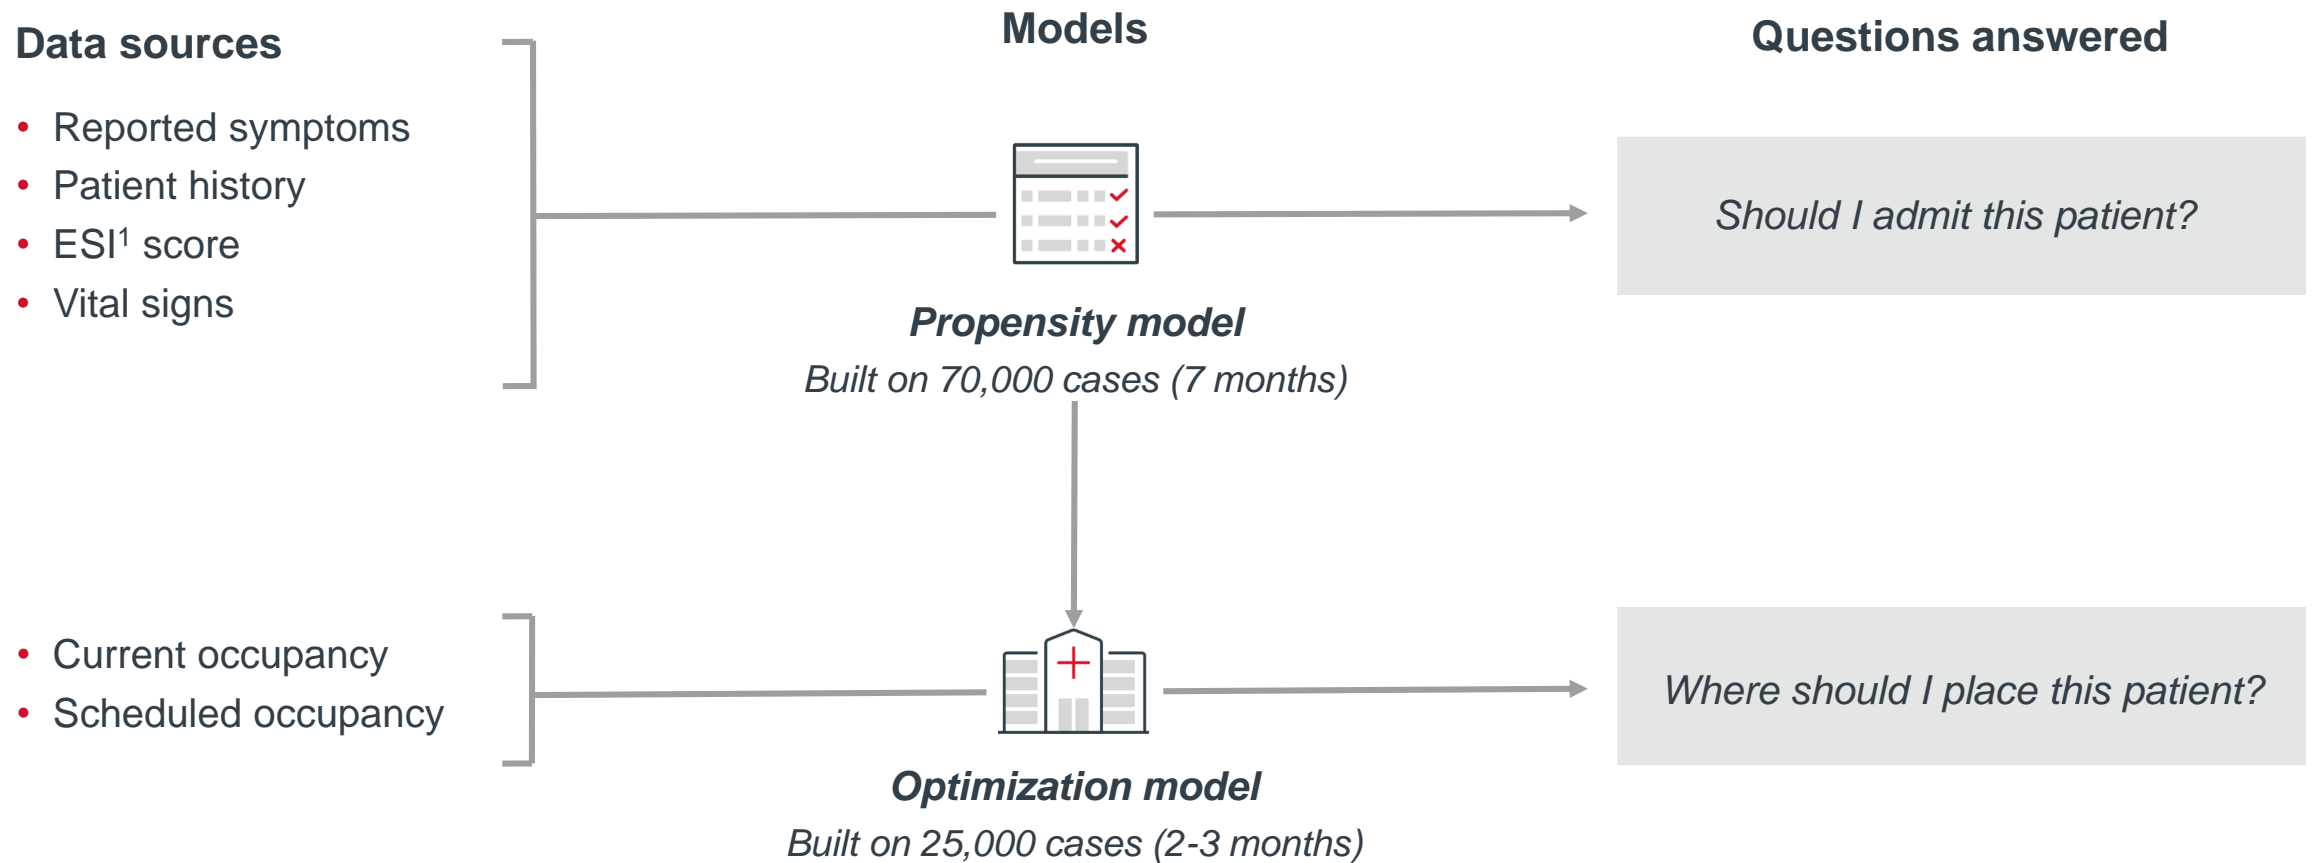 Data sources
• Reported symptoms
• Patient history
• ESI¹ score
• Vital signs
• Current occupancy
• Scheduled occupancy
Models
Propensity model
Built on 70,000 cases (7 months)
Optimization model
Built on 25,000 cases (2-3 months)
Questions answered
Should I admit this patient?
Where should I place this patient?